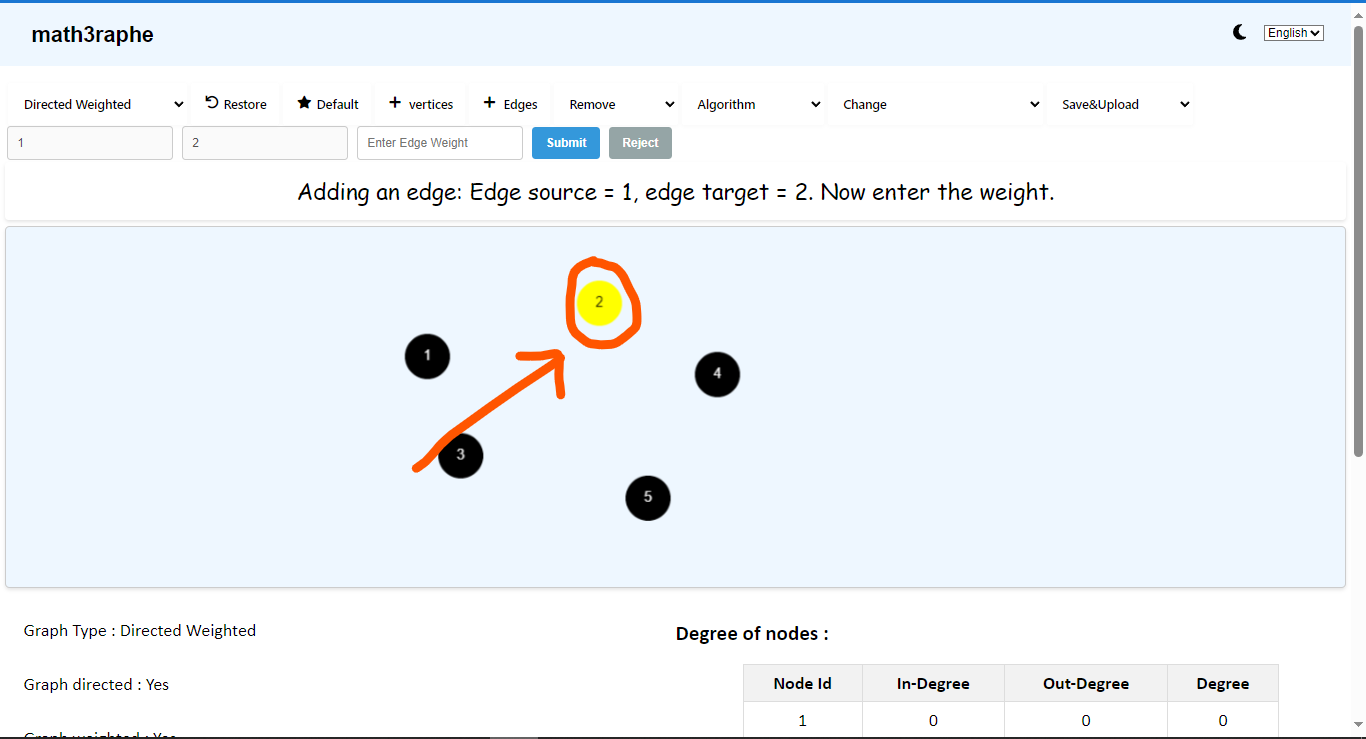 math3raphe
English
Directed Weighted Restore Default + vertices + Edges Remove Algorithm Change Save&Upload
1 2 Enter Edge Weight Submit Reject
Adding an edge: Edge source = 1, edge target = 2. Now enter the weight.
2
1
4
3
5
Graph Type : Directed Weighted
Graph directed : Yes
Graph weighted : Yes
Degree of nodes :
Node Id In-Degree Out-Degree Degree
1 0 0 0